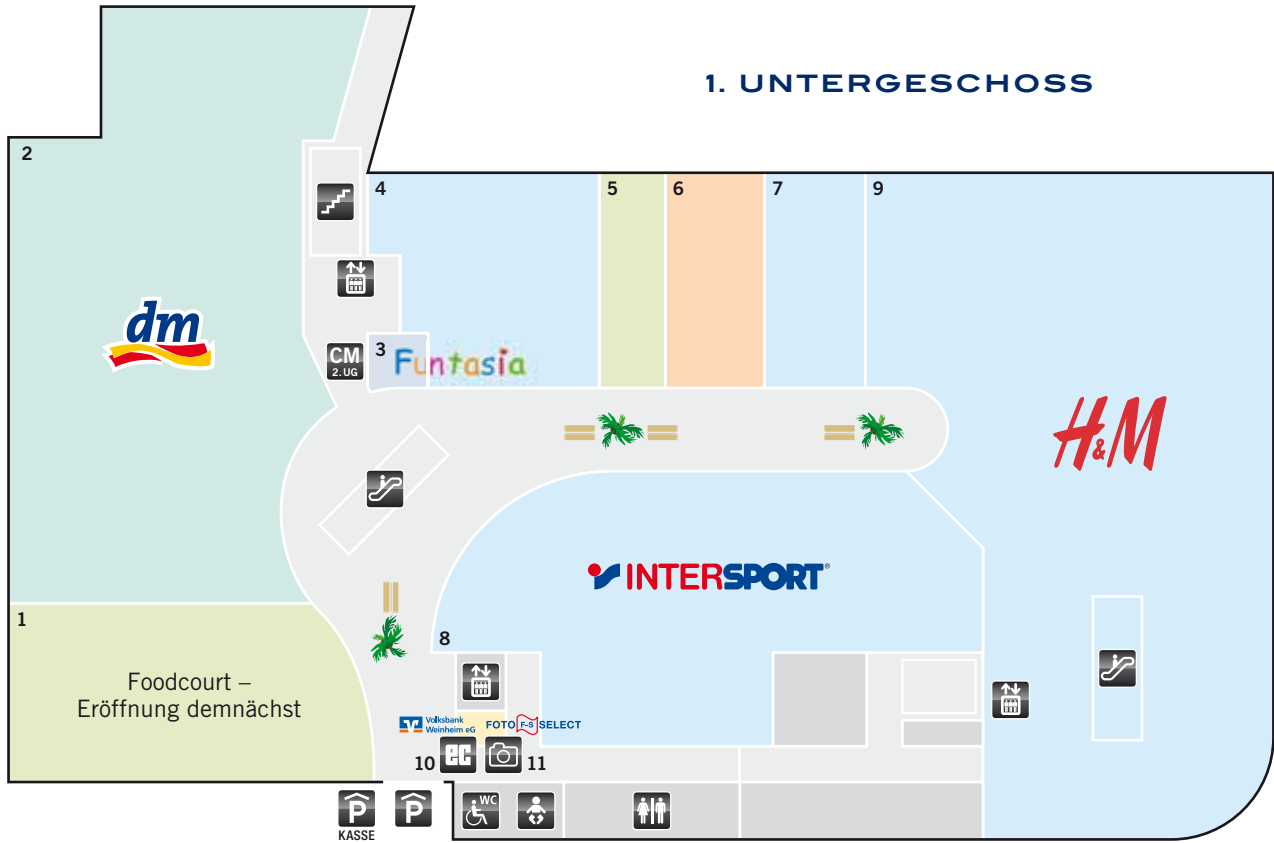 1. UNTERGESCHOSS
2
4
5
6
7
9
dm
CM
2. UG
3
Funtasia
H&M
INTERSPORT®
1
8
Foodcourt –
Eröffnung demnächst
Volksbank
Weinheim eG
FOTO F-S SELECT
10
ec
11
P
KASSE
P
WC